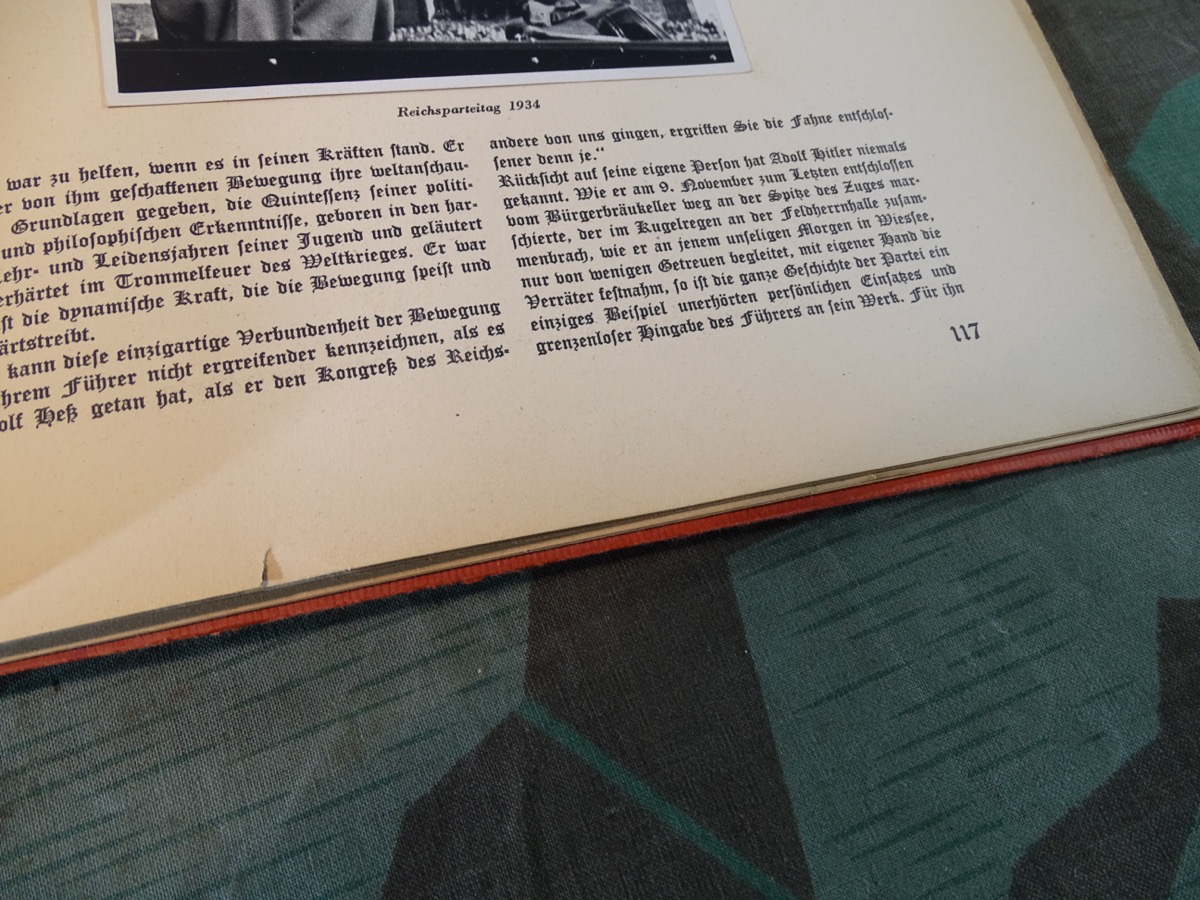 Reichsparteitag 1934
war zu helfen, wenn es in seinen Kräften stand. Er
er von ihm geschaffenen Bewegung ihre weltanschau-
Grundlagen gegeben, die Quintessenz seiner politi-
und philosophischen Erkenntnisse, geboren in den har-
Lehr- und Leidensjahren seiner Jugend und geläutert
erhärtet im Trommelfeuer des Weltkrieges. Er war
ist die dynamische Kraft, die die Bewegung speist und
ärtstreibt.
kann diese einzigartige Verbundenheit der Bewegung
ihrem Führer nicht ergreifender kennzeichnen, als es
olf Heß getan hat, als er den Kongreß des Reichs-
andere von uns gingen, ergriffen Sie die Fahne entschlos-
sener denn je.“
Rücksicht auf seine eigene Person hat Adolf Hitler niemals
gekannt. Wie er am 9. November zum Letzten entschlossen
vom Bürgerbräukeller weg an der Spitze des Zuges mar-
schierte, der im Kugelregen an der Feldherrnhalle zusam-
menbrach, wie er an jenem unseligen Morgen in Wiessee,
nur von wenigen Getreuen begleitet, mit eigener Hand die
Verräter festnahm, so ist die ganze Geschichte der Partei ein
einziges Beispiel unerhörten persönlichen Einsatzes und
grenzenloser Hingabe des Führers an sein Werk. Für ihn
117